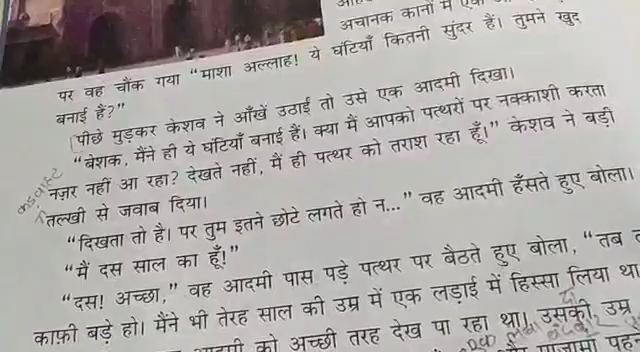 अचानक कानों में एक
पर वह चौंक गया “माशा अल्लाह! ये घंटियाँ कितनी सुंदर हैं। तुमने खुद
बनाई हैं?”
पीछे मुड़कर केशव ने आँखें उठाईं तो उसे एक आदमी दिखा।
“बेशक, मैंने ही ये घंटियाँ बनाई हैं। क्या मैं आपको पत्थरों पर नक्काशी करता
नज़र नहीं आ रहा? देखते नहीं, मैं ही पत्थर को तराश रहा हूँ।” केशव ने बड़ी
कड़वाहट
तल्खी से जवाब दिया।
“दिखता तो है। पर तुम इतने छोटे लगते हो न...” वह आदमी हँसते हुए बोला।
“मैं दस साल का हूँ!”
“दस! अच्छा,” वह आदमी पास पड़े पत्थर पर बैठते हुए बोला, “तब त
काफ़ी बड़े हो। मैंने भी तेरह साल की उम्र में एक लड़ाई में हिस्सा लिया था
को अच्छी तरह देख पा रहा था। उसकी उम्र